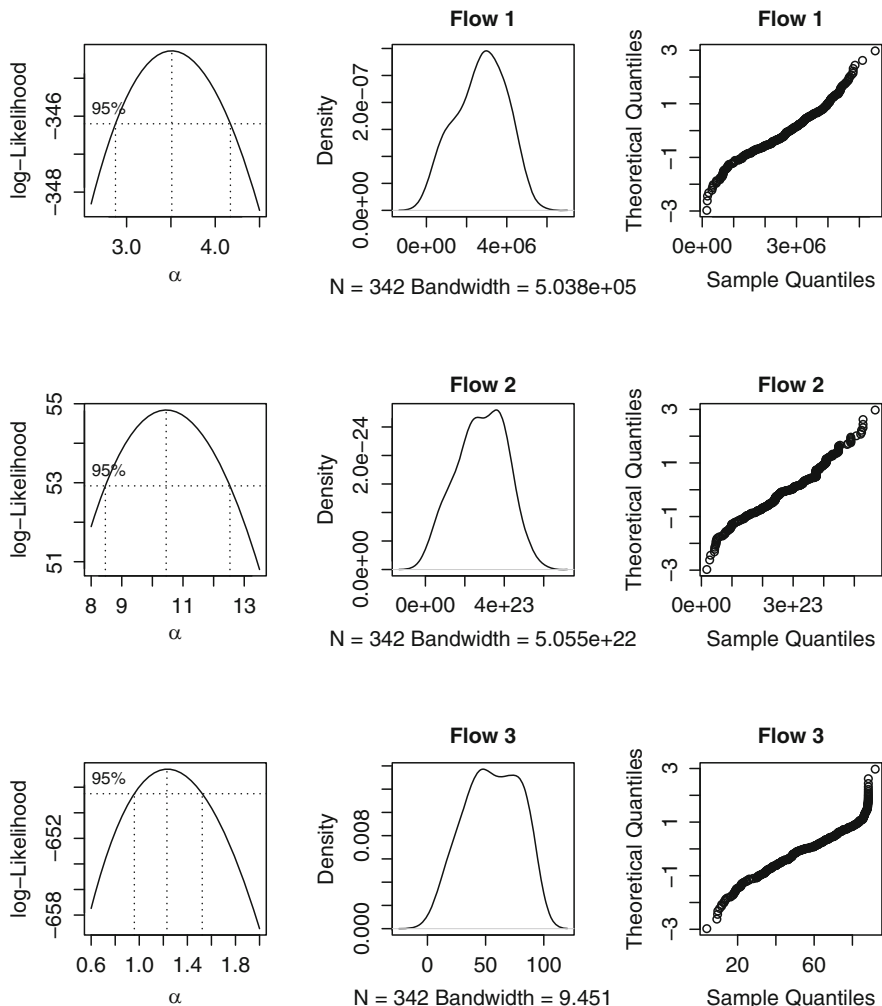 log−Likelihood
−346
−348
95%
3.0 4.0
α
Flow 1
Density
0.0e+00 2.0e−07
0e+00 4e+06
N = 342 Bandwidth = 5.038e+05
Flow 1
Theoretical Quantiles
−3 −1 1 3
0e+00 3e+06
Sample Quantiles
log−Likelihood
51 53 55
95%
8 9 11 13
α
Flow 2
Density
0.0e+00 2.0e−24
0e+00 4e+23
N = 342 Bandwidth = 5.055e+22
Flow 2
Theoretical Quantiles
−3 −1 1 3
0e+00 3e+23
Sample Quantiles
log−Likelihood
−658 −652
95%
0.6 1.0 1.4 1.8
α
Flow 3
Density
0.000 0.008
0 50 100
N = 342 Bandwidth = 9.451
Flow 3
Theoretical Quantiles
−3 −1 1 3
20 60
Sample Quantiles